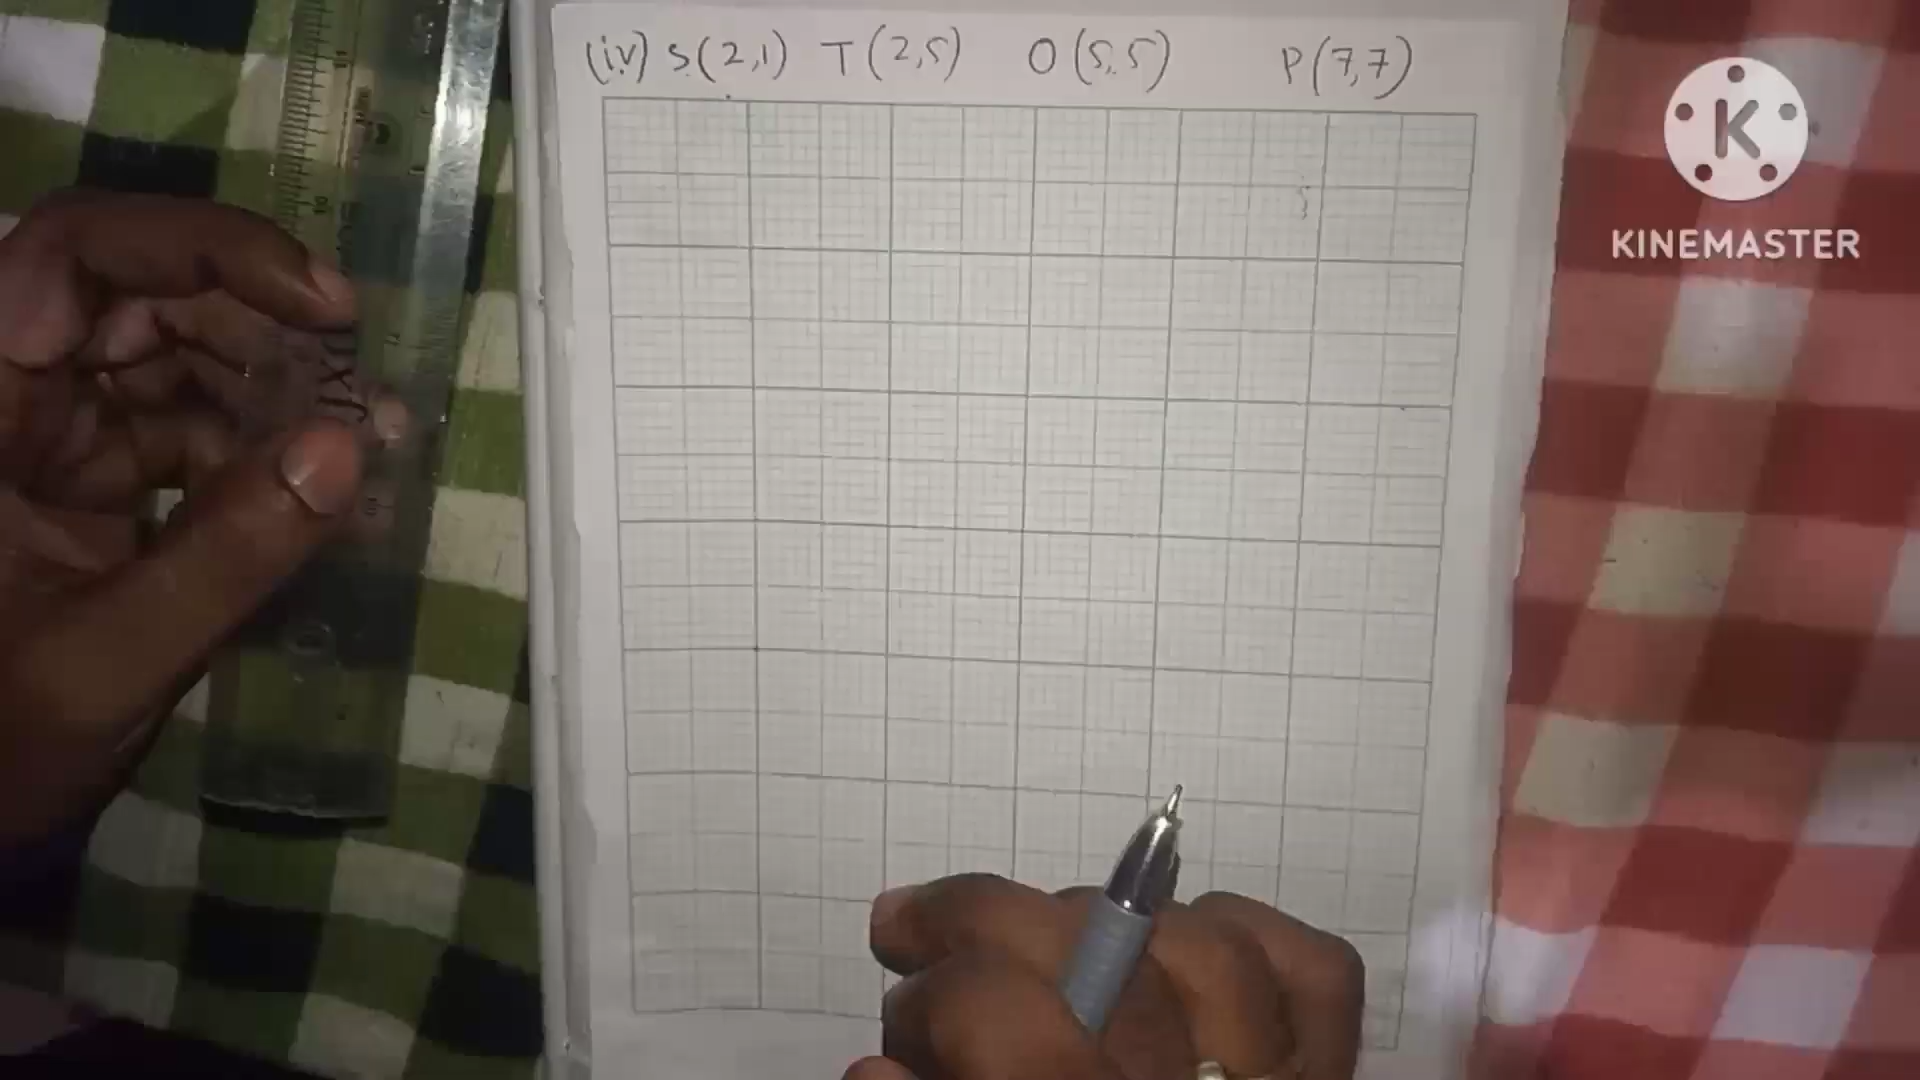 (iv) S(2,1) T(2,5) O(5,5) P(7,7)
K
KINEMASTER